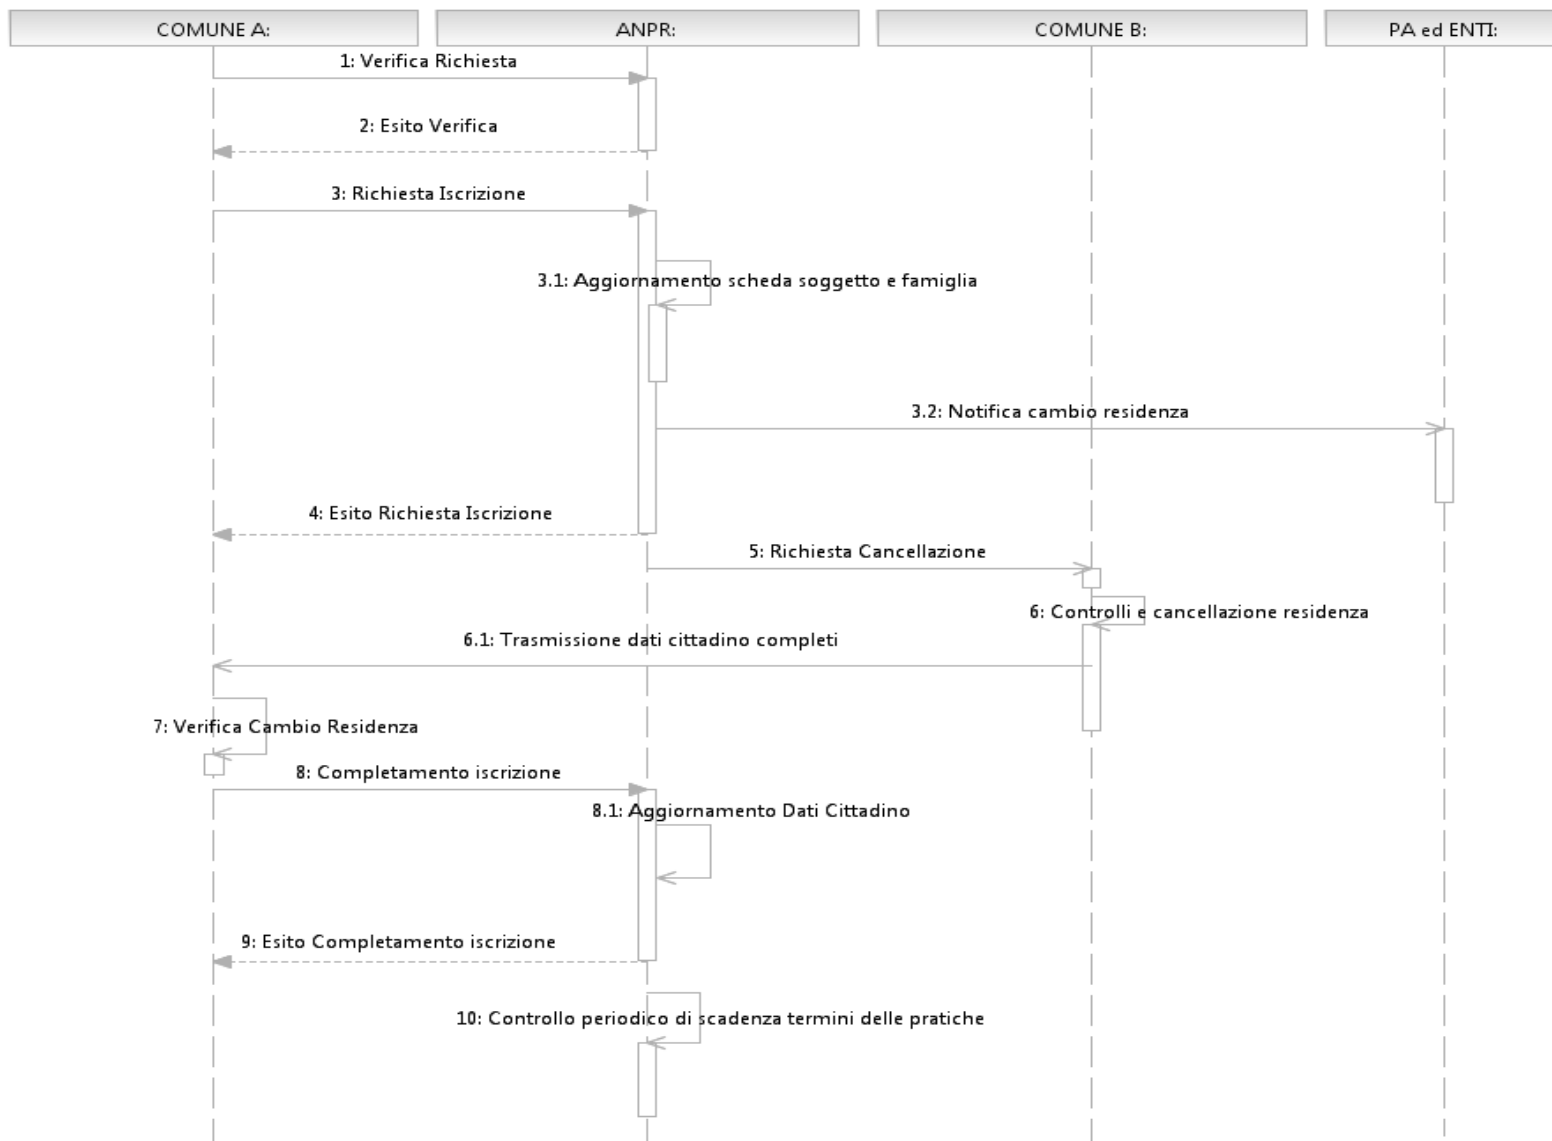 COMUNE A:
ANPR:
COMUNE B:
PA ed ENTI:
1: Verifica Richiesta
2: Esito Verifica
3: Richiesta Iscrizione
3.1: Aggiornamento scheda soggetto e famiglia
3.2: Notifica cambio residenza
4: Esito Richiesta Iscrizione
5: Richiesta Cancellazione
6: Controlli e cancellazione residenza
6.1: Trasmissione dati cittadino completi
7: Verifica Cambio Residenza
8: Completamento iscrizione
8.1: Aggiornamento Dati Cittadino
9: Esito Completamento iscrizione
10: Controllo periodico di scadenza termini delle pratiche